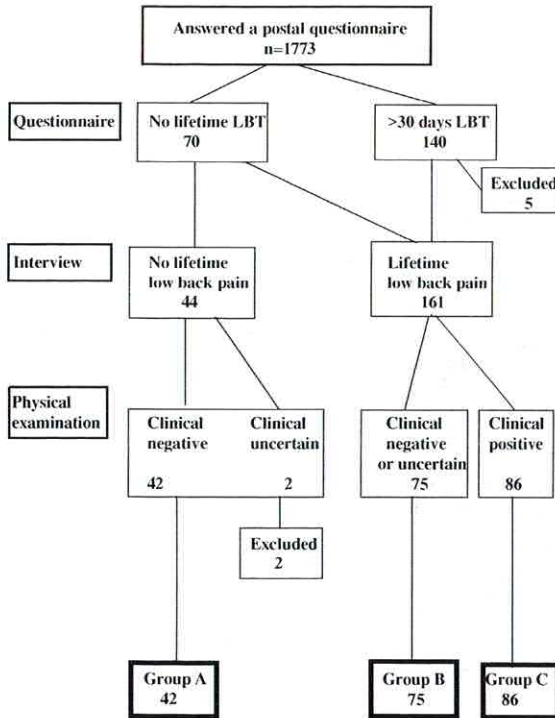 Answered a postal questionnaire
n=1773
Questionnaire
No lifetime LBT
70
>30 days LBT
140
Excluded
5
Interview
No lifetime
low back pain
44
Lifetime
low back pain
161
Physical
examination
Clinical
negative
42
Clinical
uncertain
2
Clinical
negative
or uncertain
75
Clinical
positive
86
Excluded
2
Group A
42
Group B
75
Group C
86